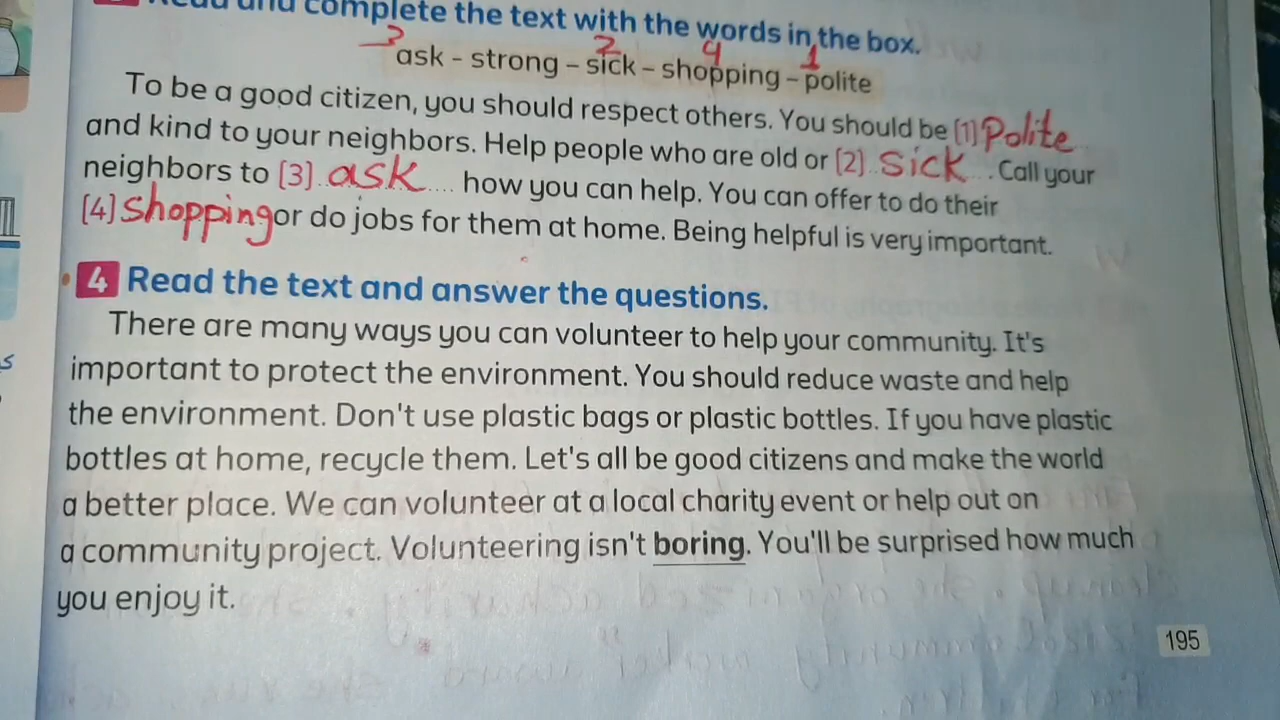 Read and complete the text with the words in the box.
3 2 4 1
ask - strong - sick - shopping - polite
To be a good citizen, you should respect others. You should be [1] Polite
and kind to your neighbors. Help people who are old or [2] .. sick .... Call your
neighbors to [3] .. ask .... how you can help. You can offer to do their
[4] shopping or do jobs for them at home. Being helpful is very important.
4 Read the text and answer the questions.
There are many ways you can volunteer to help your community. It's
important to protect the environment. You should reduce waste and help
the environment. Don't use plastic bags or plastic bottles. If you have plastic
bottles at home, recycle them. Let's all be good citizens and make the world
a better place. We can volunteer at a local charity event or help out on
a community project. Volunteering isn't boring. You'll be surprised how much
you enjoy it.
195